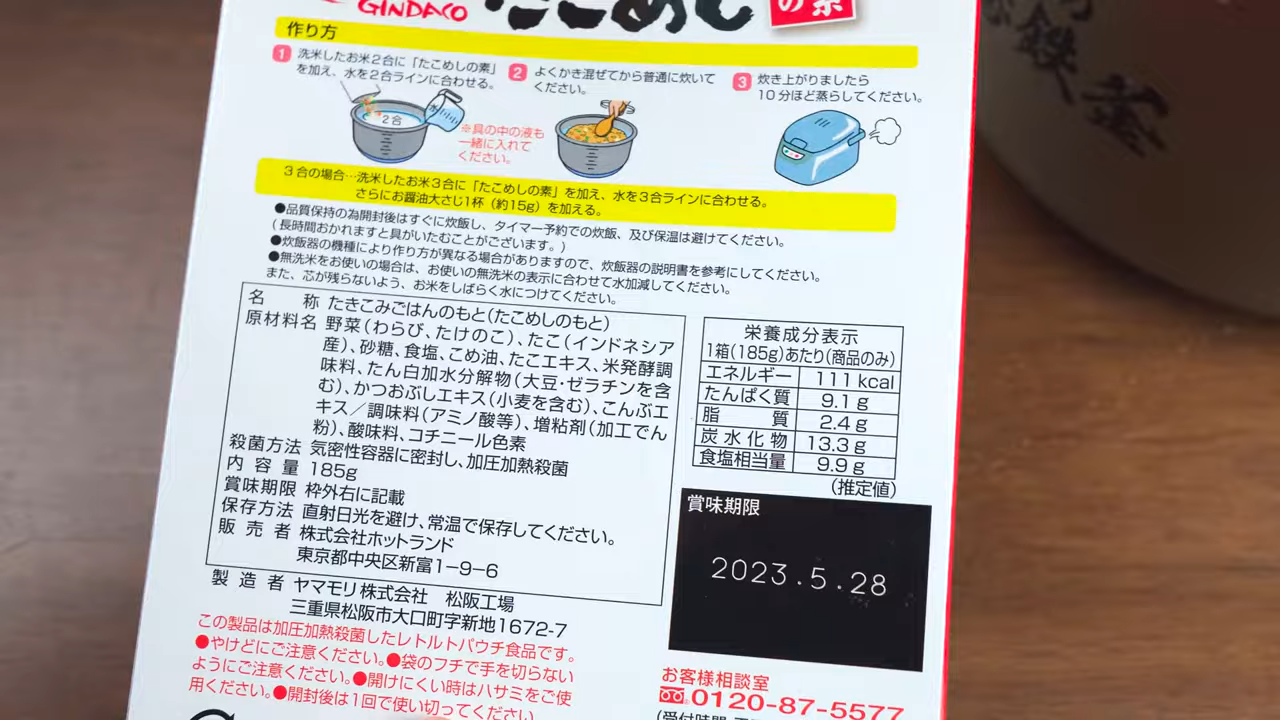 GINDACO
たこめし
の素
作り方
1 洗米したお米2合に「たこめしの素」
を加え、水を2合ラインに合わせる。
2合
水
※具の中の液も
一緒に入れて
ください。
2 よくかき混ぜてから普通に炊いて
ください。
3 炊き上がりましたら
10分ほど蒸らしてください。
3合の場合…洗米したお米3合に「たこめしの素」を加え、水を3合ラインに合わせる。
さらにお醤油大さじ1杯(約15g)を加える。
●品質保持の為開封後はすぐに炊飯し、タイマー予約での炊飯、及び保温は避けてください。
(長時間おかれますと具がいたむことがございます。)
●炊飯器の機種により作り方が異なる場合がありますので、炊飯器の説明書を参考にしてください。
●無洗米をお使いの場合は、お使いの無洗米の表示に合わせて水加減してください。
また、芯が残らないよう、お米をしばらく水につけてください。
名称 たきこみごはんのもと(たこめしのもと)
原材料名 野菜(わらび、たけのこ)、たこ(インドネシア
産)、砂糖、食塩、こめ油、たこエキス、米発酵調
味料、たん白加水分解物(大豆・ゼラチンを含
む)、かつおぶしエキス(小麦を含む)、こんぶエ
キス/調味料(アミノ酸等)、増粘剤(加工でん
粉)、酸味料、コチニール色素
殺菌方法 気密性容器に密封し、加圧加熱殺菌
内容量 185g
賞味期限 枠外右に記載
保存方法 直射日光を避け、常温で保存してください。
販売者 株式会社ホットランド
東京都中央区新富1-9-6
製造者 ヤマモリ株式会社 松阪工場
三重県松阪市大口町字新地1672-7
この製品は加圧加熱殺菌したレトルトパウチ食品です。
●やけどにご注意ください。●袋のフチで手を切らない
ようにご注意ください。●開けにくい時はハサミをご使
用ください。●開封後は1回で使い切ってください。
栄養成分表示
1箱(185g)あたり(商品のみ)
エネルギー 111 kcal
たんぱく質 9.1 g
脂質 2.4 g
炭水化物 13.3 g
食塩相当量 9.9 g
(推定値)
賞味期限
2023.5.28
お客様相談室
0120-87-5577